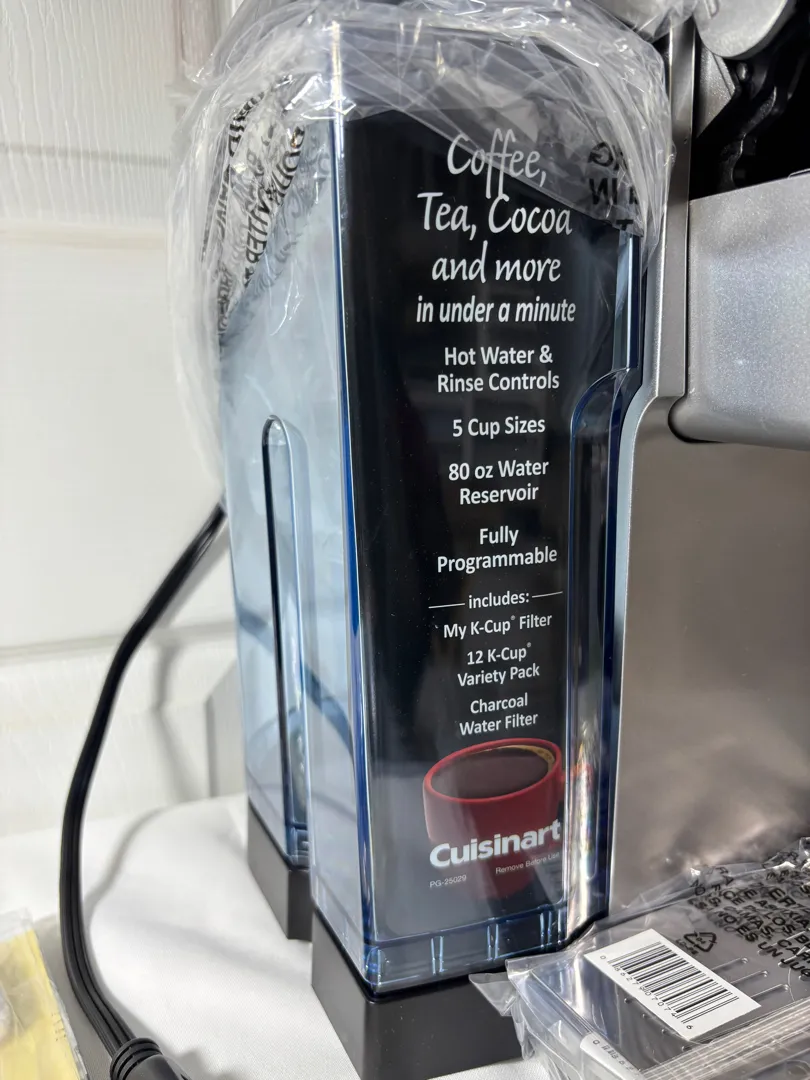 Coffee,
Tea, Cocoa
and more
in under a minute
Hot Water &
Rinse Controls
5 Cup Sizes
80 oz Water
Reservoir
Fully
Programmable
includes:
My K-Cup® Filter
12 K-Cup®
Variety Pack
Charcoal
Water Filter
Cuisinart
PG-25029
Remove Before Use